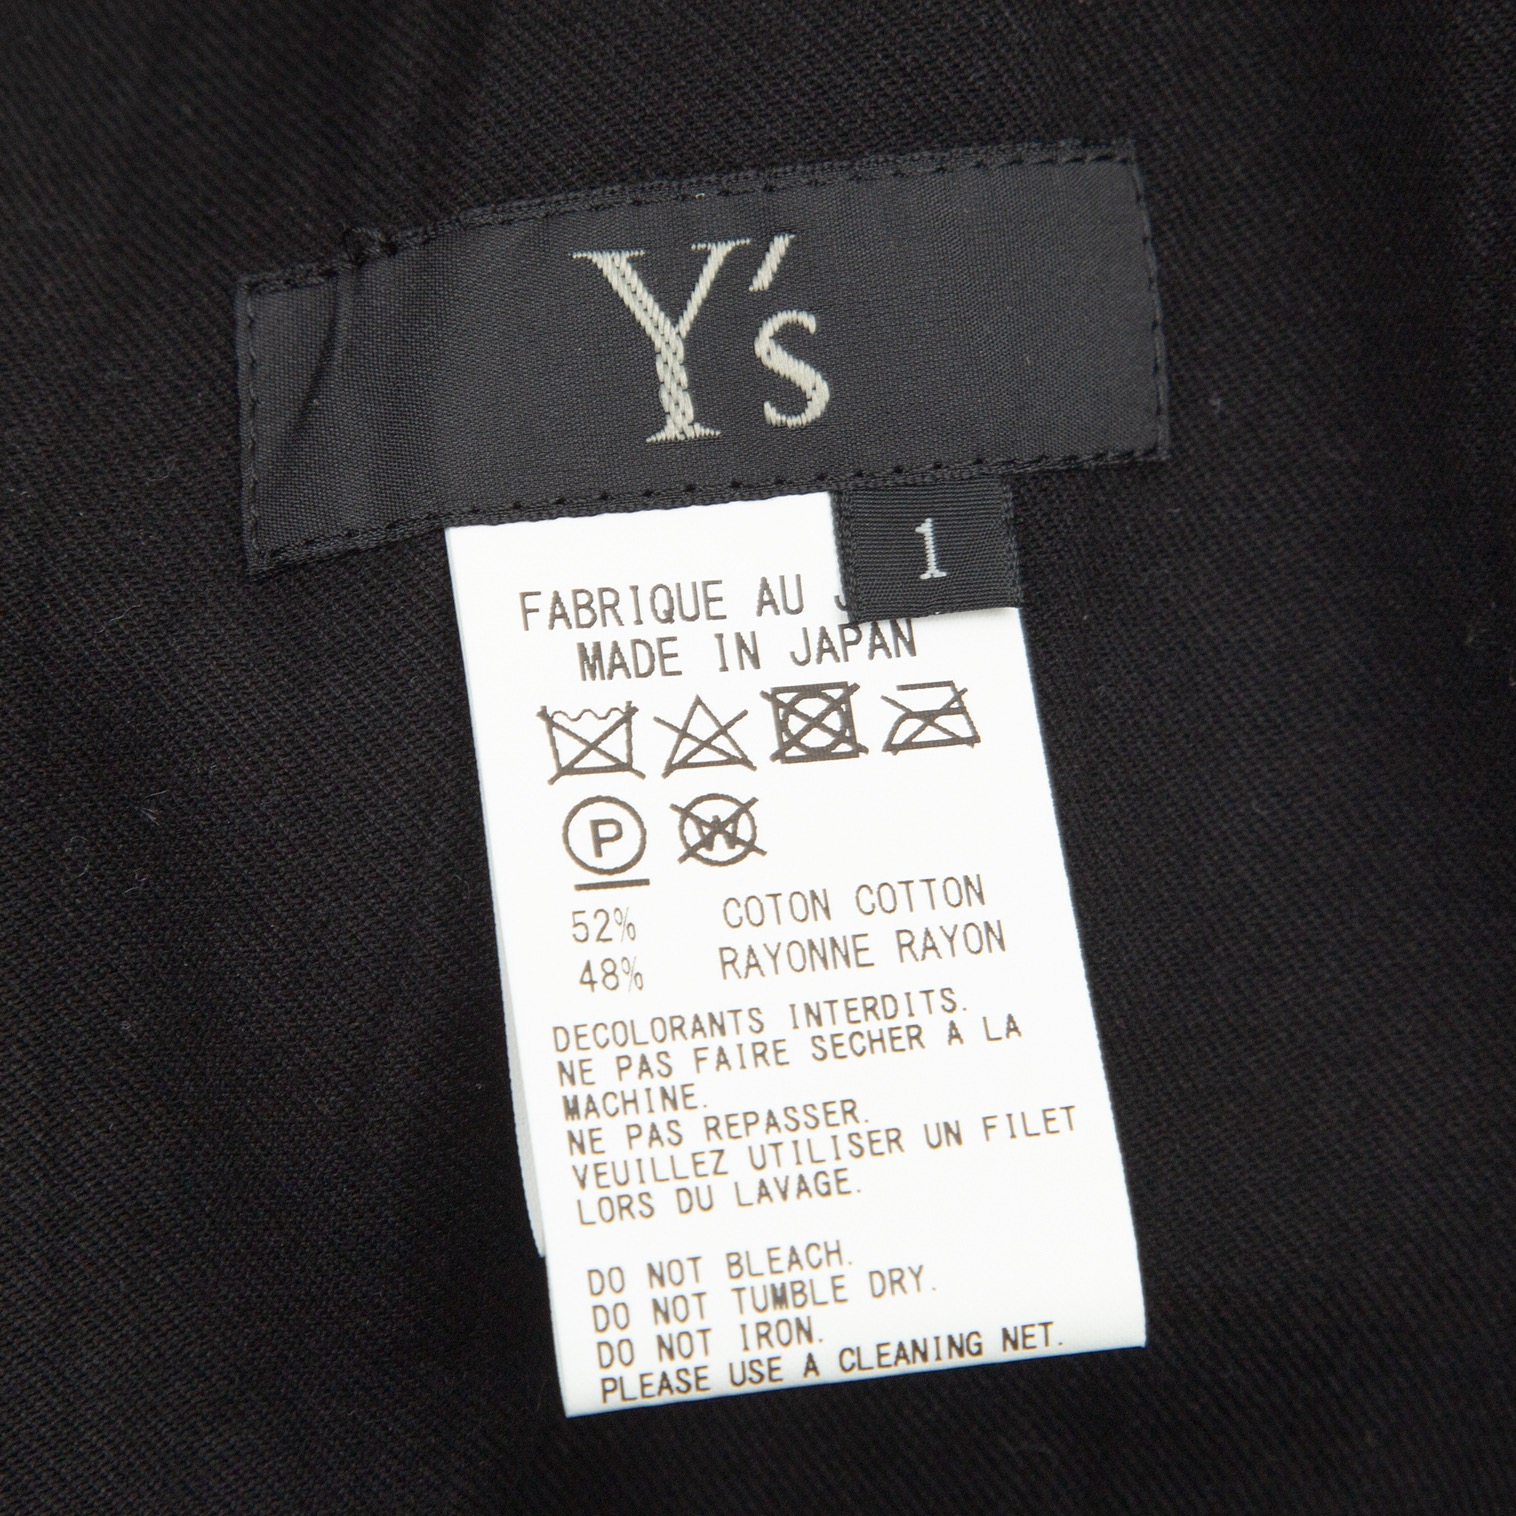 Y's
1
FABRIQUE AU
MADE IN JAPAN
P W
52% COTON COTTON
48% RAYONNE RAYON
DECOLORANTS INTERDITS.
NE PAS FAIRE SECHER A LA
MACHINE.
NE PAS REPASSER.
VEUILLEZ UTILISER UN FILET
LORS DU LAVAGE.
DO NOT BLEACH.
DO NOT TUMBLE DRY.
DO NOT IRON.
PLEASE USE A CLEANING NET.